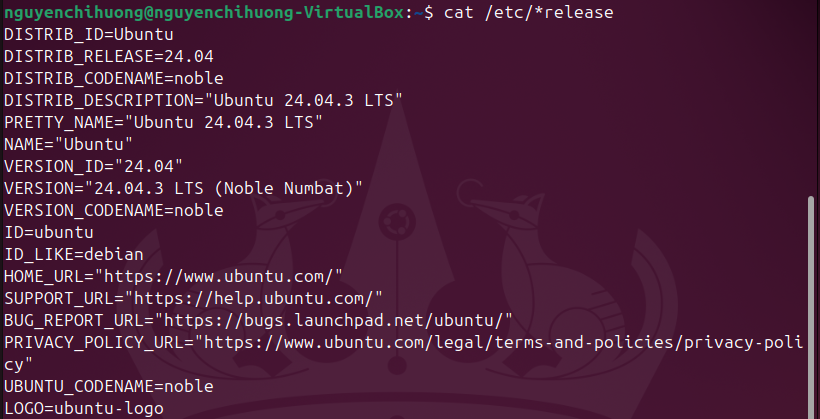 nguyenchihuong@nguyenchihuong-VirtualBox:~$ cat /etc/*release
DISTRIB_ID=Ubuntu
DISTRIB_RELEASE=24.04
DISTRIB_CODENAME=noble
DISTRIB_DESCRIPTION="Ubuntu 24.04.3 LTS"
PRETTY_NAME="Ubuntu 24.04.3 LTS"
NAME="Ubuntu"
VERSION_ID="24.04"
VERSION="24.04.3 LTS (Noble Numbat)"
VERSION_CODENAME=noble
ID=ubuntu
ID_LIKE=debian
HOME_URL="https://www.ubuntu.com/"
SUPPORT_URL="https://help.ubuntu.com/"
BUG_REPORT_URL="https://bugs.launchpad.net/ubuntu/"
PRIVACY_POLICY_URL="https://www.ubuntu.com/legal/terms-and-policies/privacy-poli
cy"
UBUNTU_CODENAME=noble
LOGO=ubuntu-logo